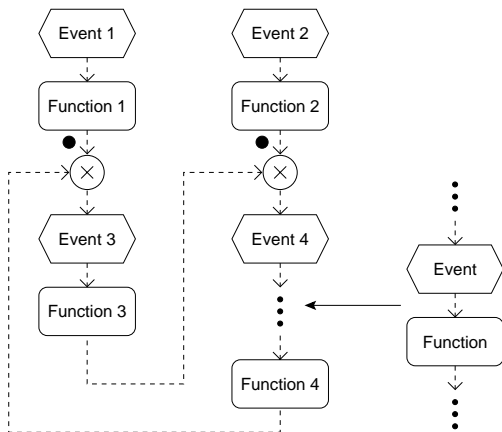 Event 1
Event 2
Function 1
Function 2
Event 3
Event 4
Event
Function 3
Function
Function 4